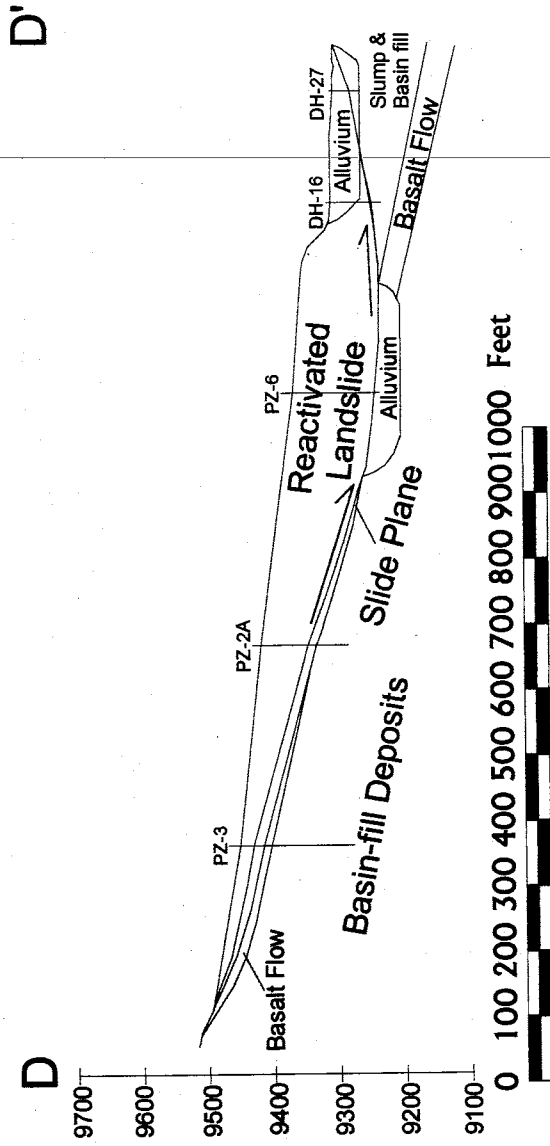 D
D'
PZ-3
PZ-2A
PZ-6
DH-16
DH-27
Alluvium
Reactivated
Landslide
Slump &
Basin fill
Basalt Flow
Alluvium
Slide Plane
Basalt Flow
Basin-fill Deposits
9700
9600
9500
9400
9300
9200
9100
0 100 200 300 400 500 600 700 800 900 1000 Feet